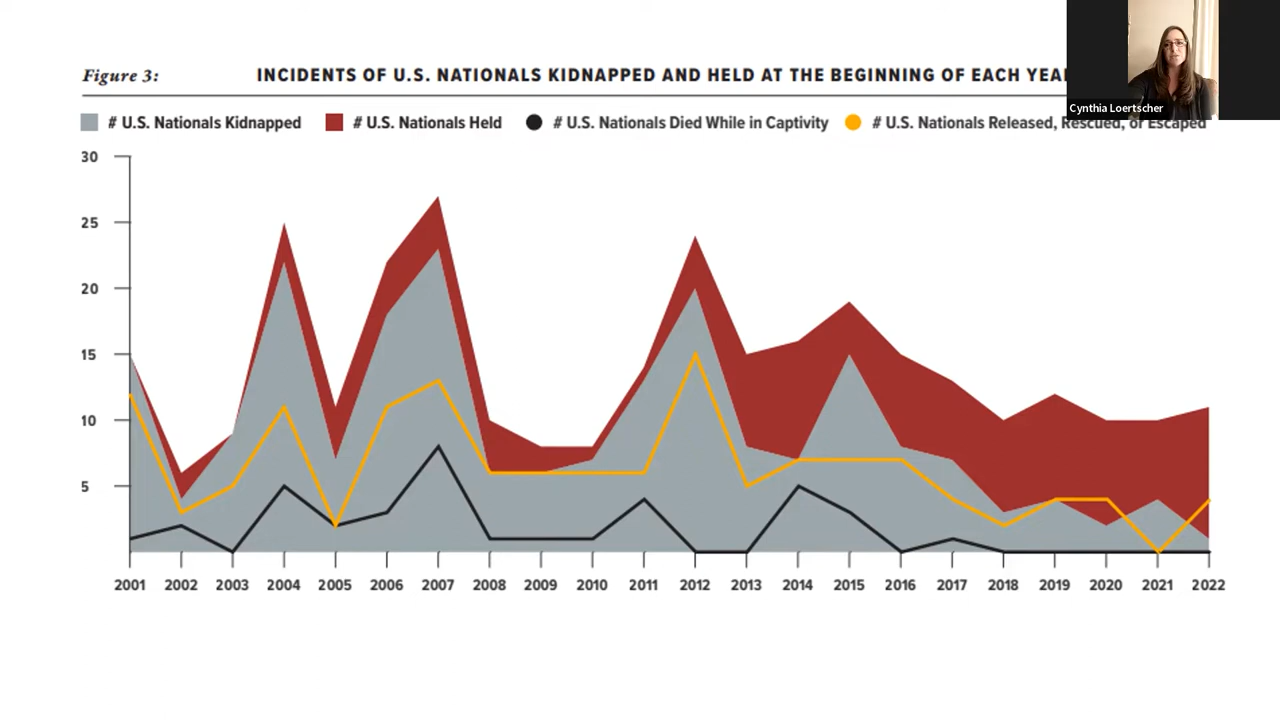 Figure 3: INCIDENTS OF U.S. NATIONALS KIDNAPPED AND HELD AT THE BEGINNING OF EACH YEAR
Cynthia Loertscher
# U.S. Nationals Kidnapped # U.S. Nationals Held # U.S. Nationals Died While in Captivity # U.S. Nationals Released, Rescued, or Escaped
30
25
20
15
10
5
2001 2002 2003 2004 2005 2006 2007 2008 2009 2010 2011 2012 2013 2014 2015 2016 2017 2018 2019 2020 2021 2022